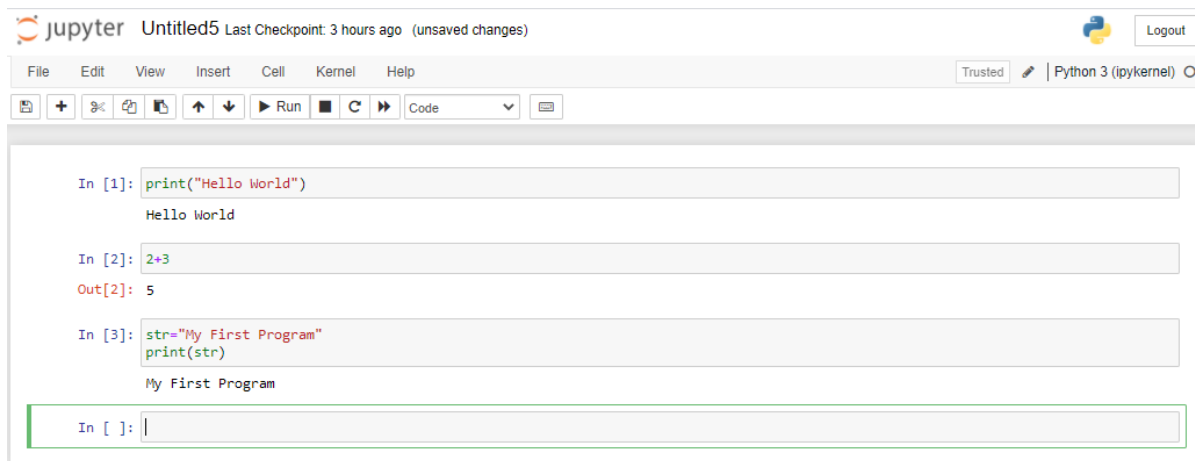 jupyter Untitled5 Last Checkpoint: 3 hours ago (unsaved changes) Logout
File Edit View Insert Cell Kernel Help Trusted Python 3 (ipykernel)
Run Code
In [1]: print("Hello World")
Hello World
In [2]: 2+3
Out[2]: 5
In [3]: str="My First Program"
print(str)
My First Program
In [ ]: